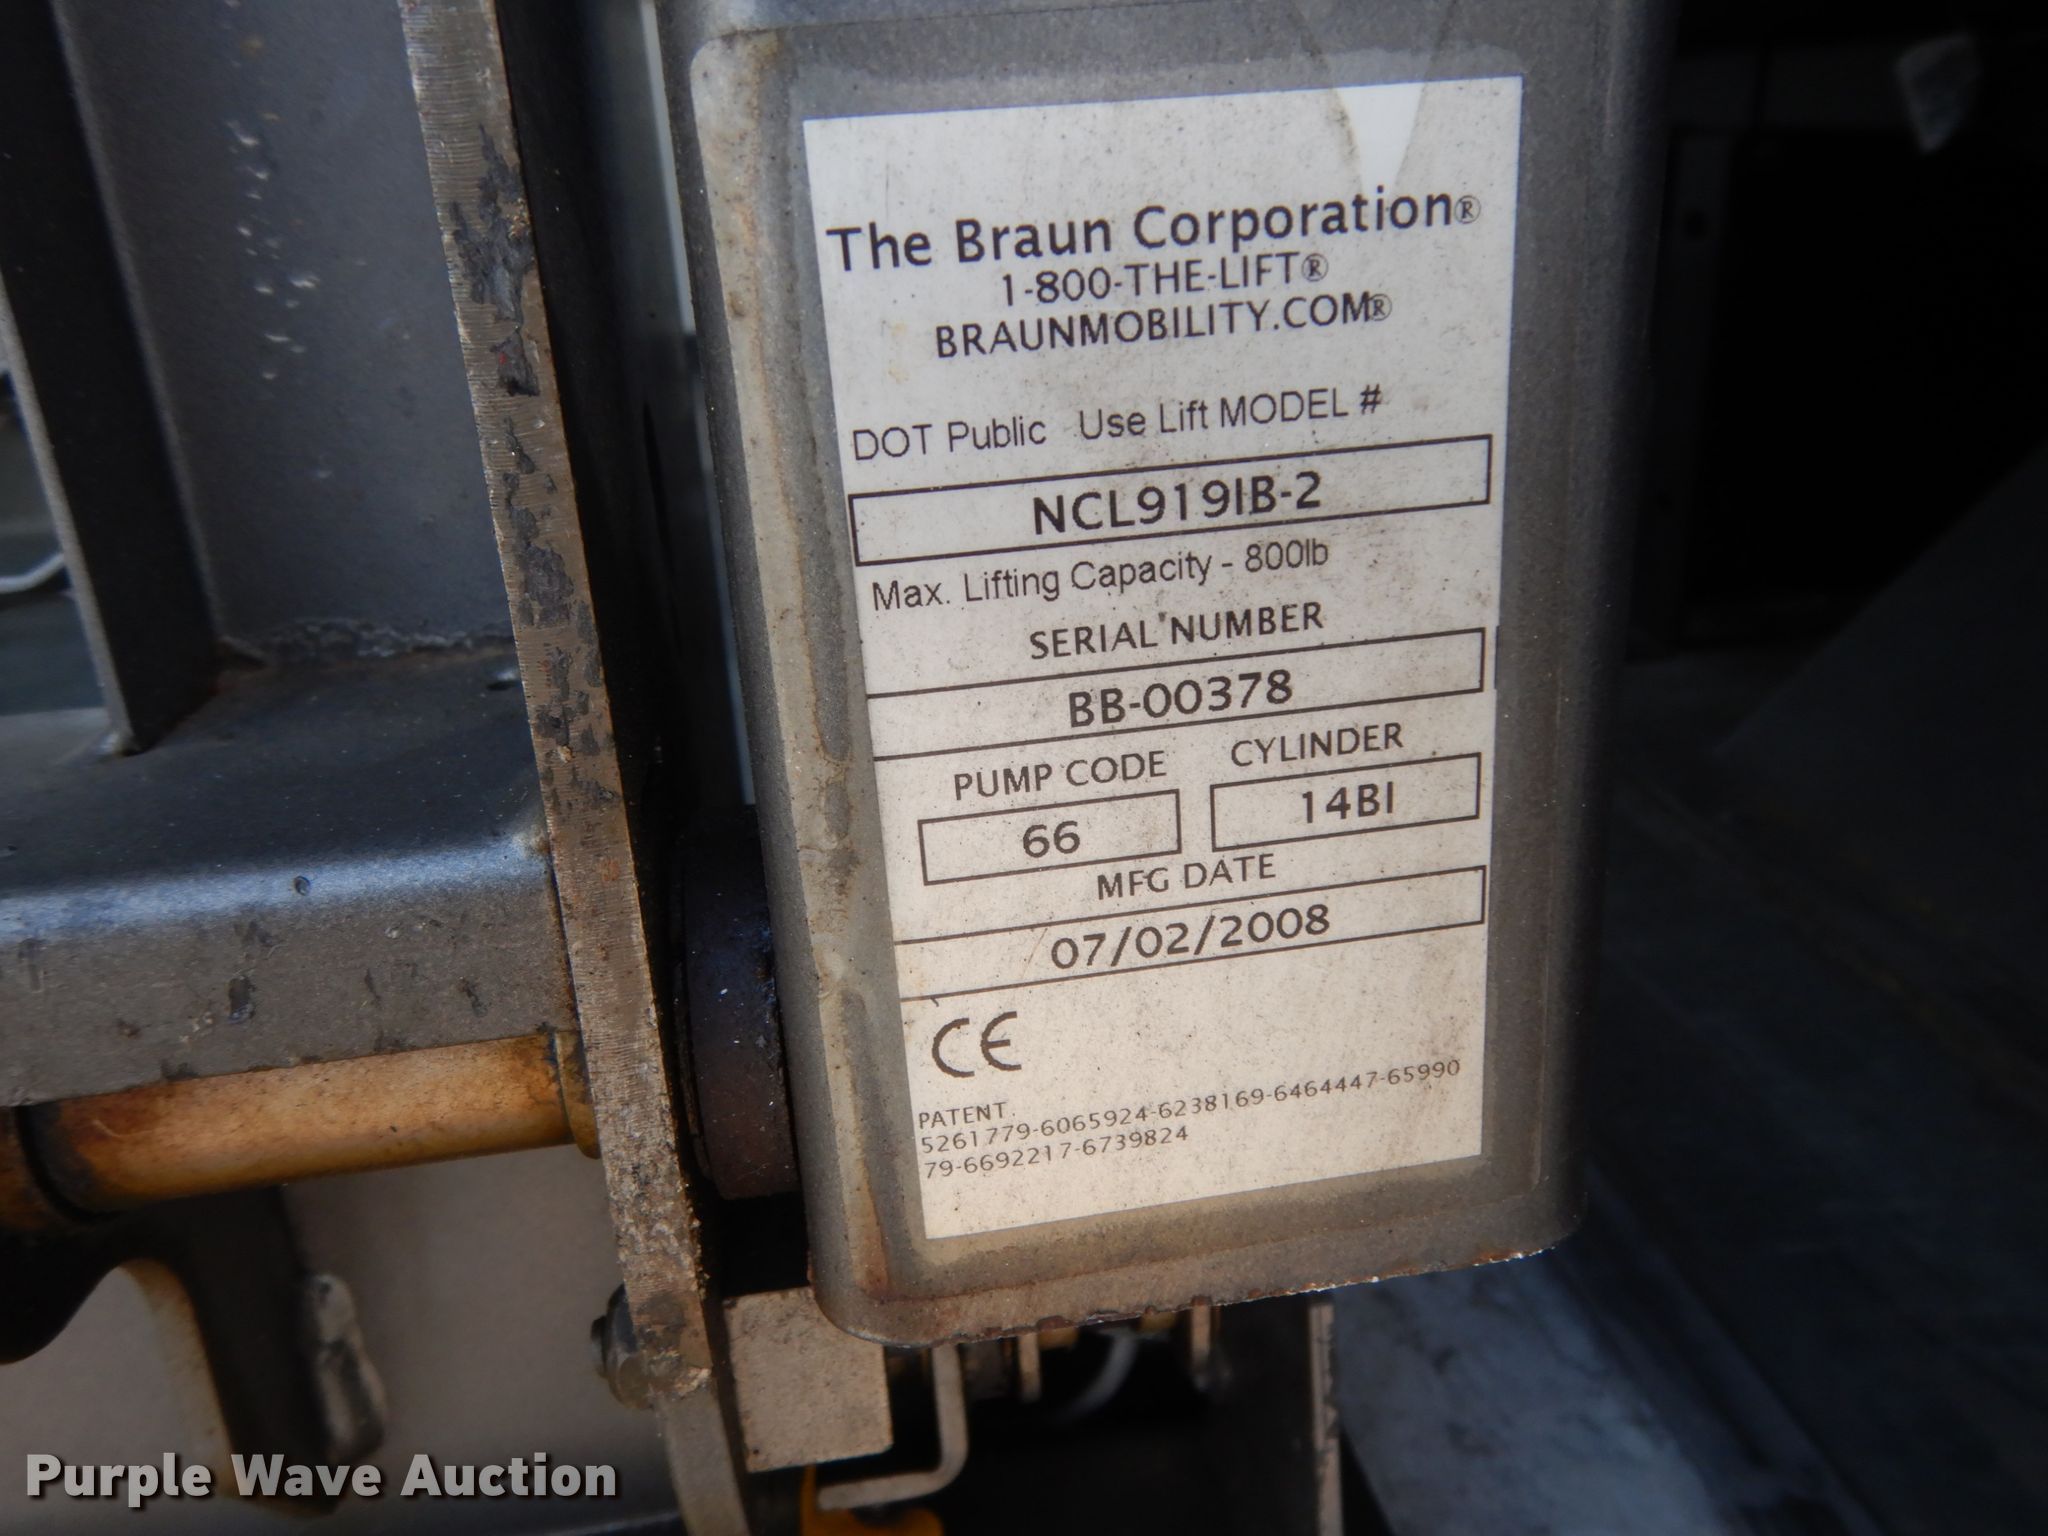 The Braun Corporation®
1-800-THE-LIFT®
BRAUNMOBILITY.COM®
DOT Public Use Lift MODEL #
NCL919IB-2
Max. Lifting Capacity - 800lb
SERIAL NUMBER
BB-00378
PUMP CODE CYLINDER
66 14BI
MFG DATE
07/02/2008
CE
PATENT
5261779-6065924-6238169-6464447-65990
79-6692217-6739824
Purple Wave Auction